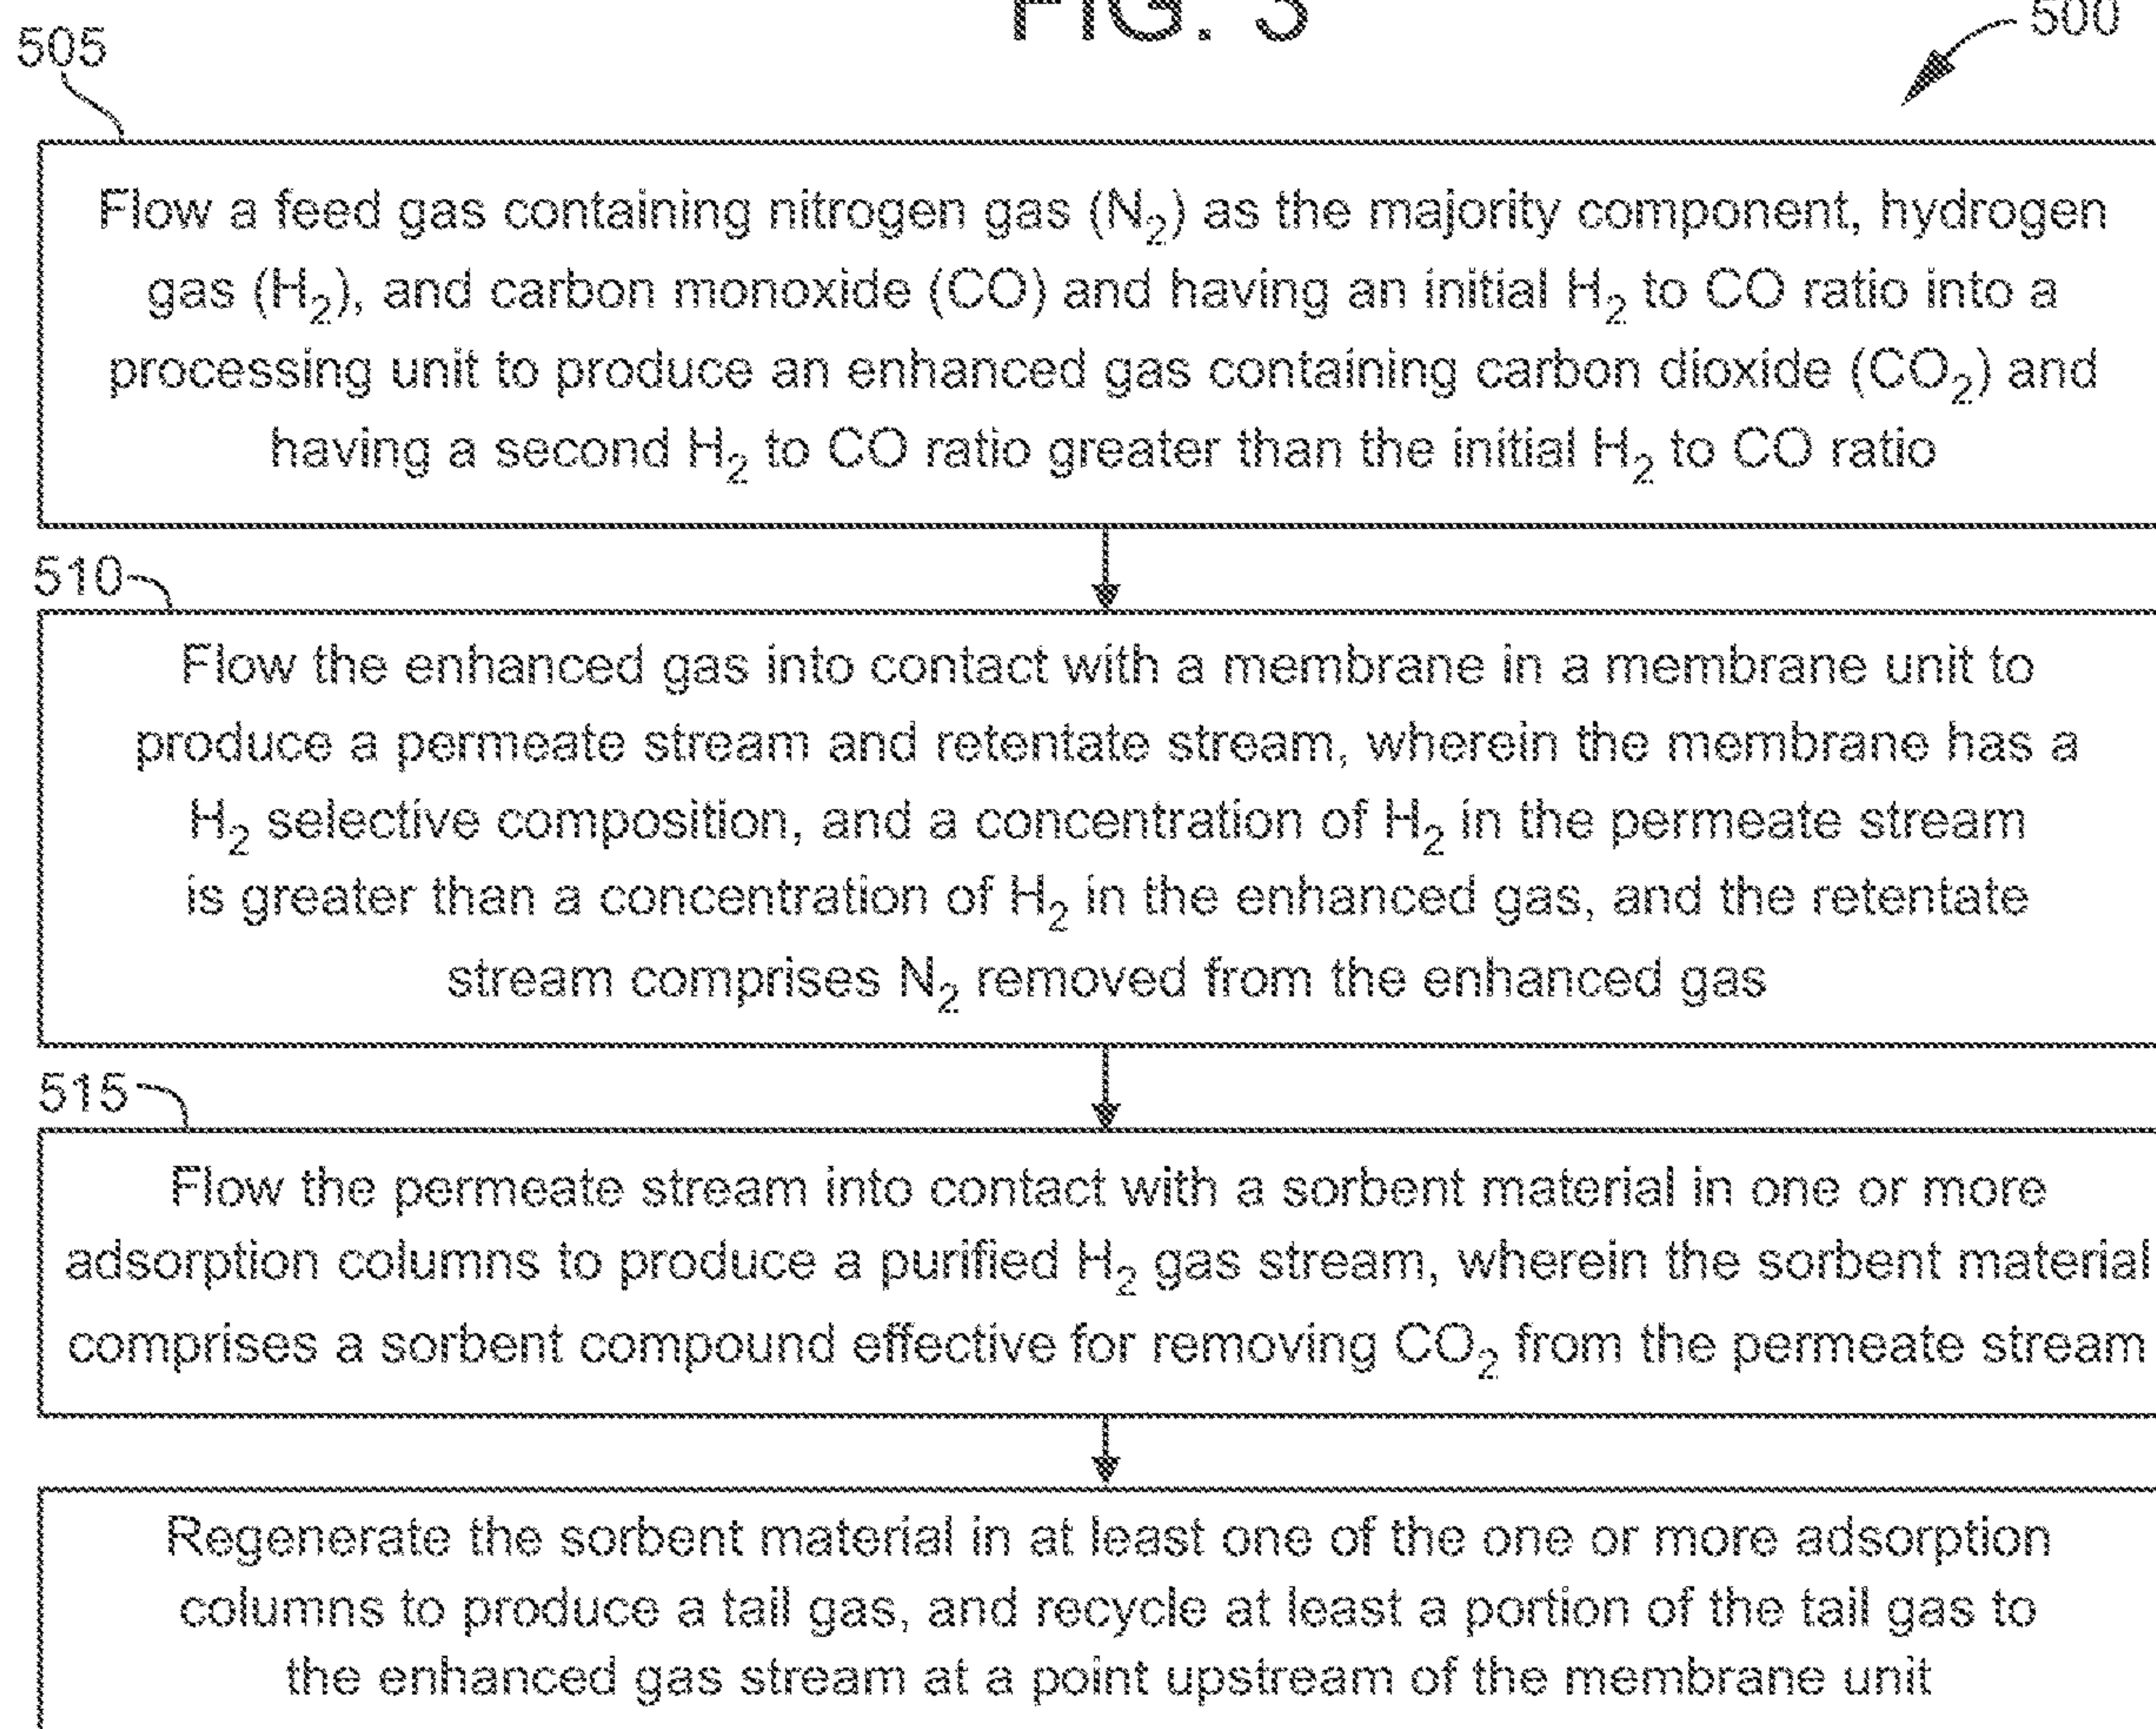 FIG. 3
500
505
Flow a feed gas containing nitrogen gas (N₂) as the majority component, hydrogen
gas (H₂), and carbon monoxide (CO) and having an initial H₂ to CO ratio into a
processing unit to produce an enhanced gas containing carbon dioxide (CO₂) and
having a second H₂ to CO ratio greater than the initial H₂ to CO ratio
510
Flow the enhanced gas into contact with a membrane in a membrane unit to
produce a permeate stream and retentate stream, wherein the membrane has a
H₂ selective composition, and a concentration of H₂ in the permeate stream
is greater than a concentration of H₂ in the enhanced gas, and the retentate
stream comprises N₂ removed from the enhanced gas
515
Flow the permeate stream into contact with a sorbent material in one or more
adsorption columns to produce a purified H₂ gas stream, wherein the sorbent material
comprises a sorbent compound effective for removing CO₂ from the permeate stream
Regenerate the sorbent material in at least one of the one or more adsorption
columns to produce a tail gas, and recycle at least a portion of the tail gas to
the enhanced gas stream at a point upstream of the membrane unit